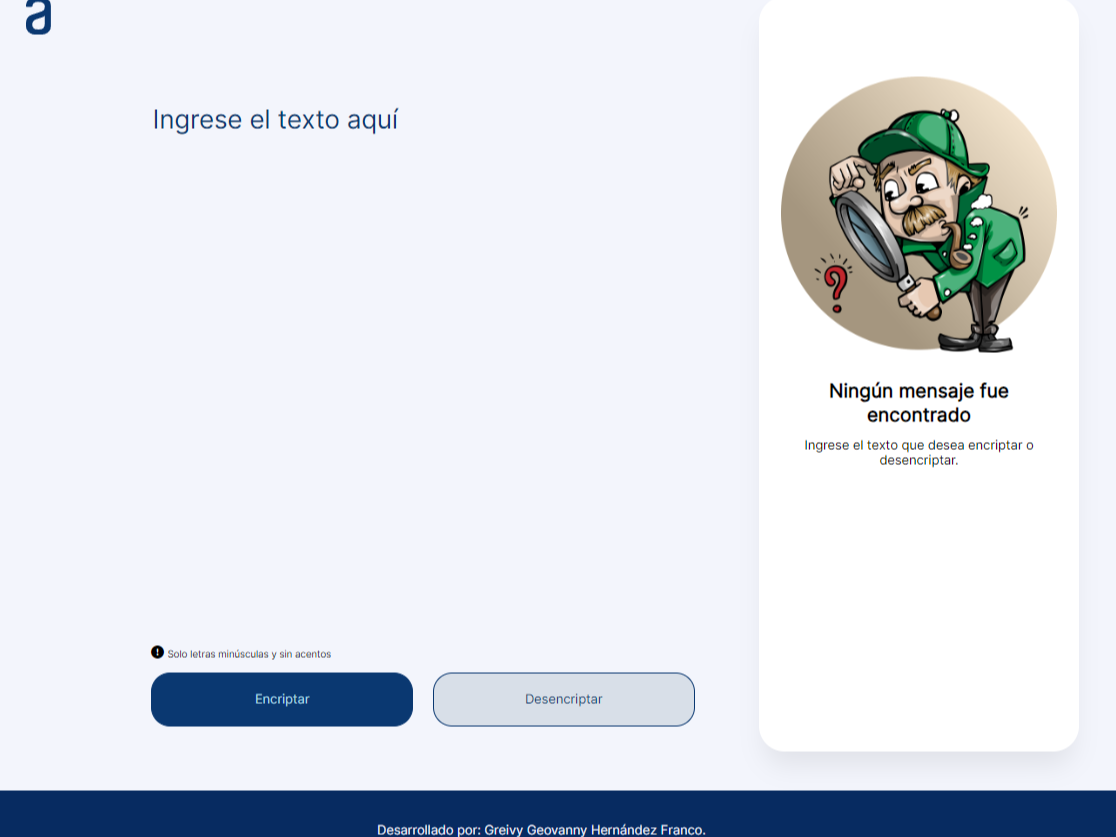 a
Ingrese el texto aquí
?
Ningún mensaje fue
encontrado
Ingrese el texto que desea encriptar o
desencriptar.
! Solo letras minúsculas y sin acentos
Encriptar
Desencriptar
Desarrollado por: Greivy Geovanny Hernández Franco.